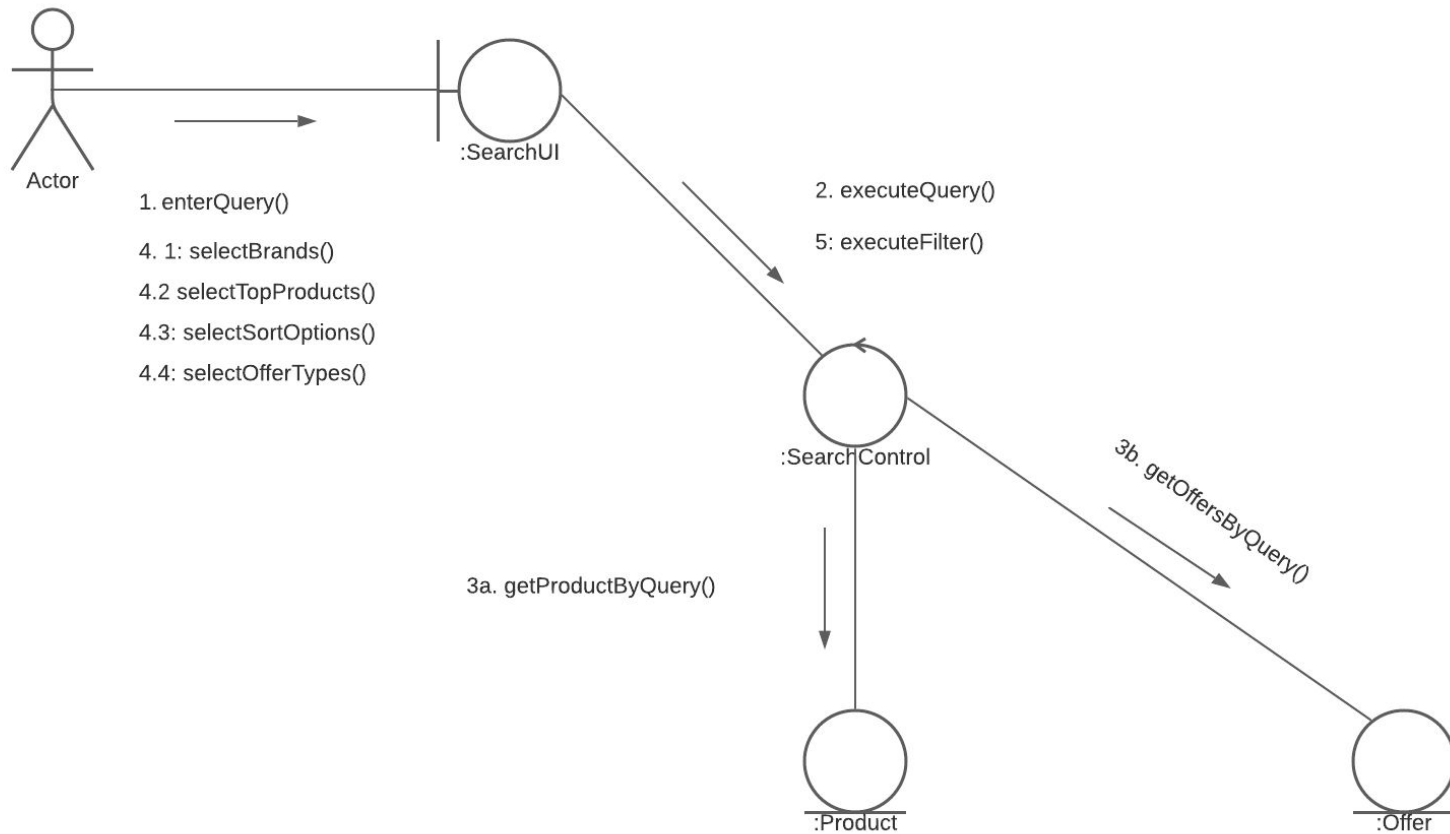 Actor
:SearchUI
1. enterQuery()
4. 1: selectBrands()
4.2 selectTopProducts()
4.3: selectSortOptions()
4.4: selectOfferTypes()
2. executeQuery()
5: executeFilter()
:SearchControl
3b. getOffersByQuery()
3a. getProductByQuery()
:Product
:Offer